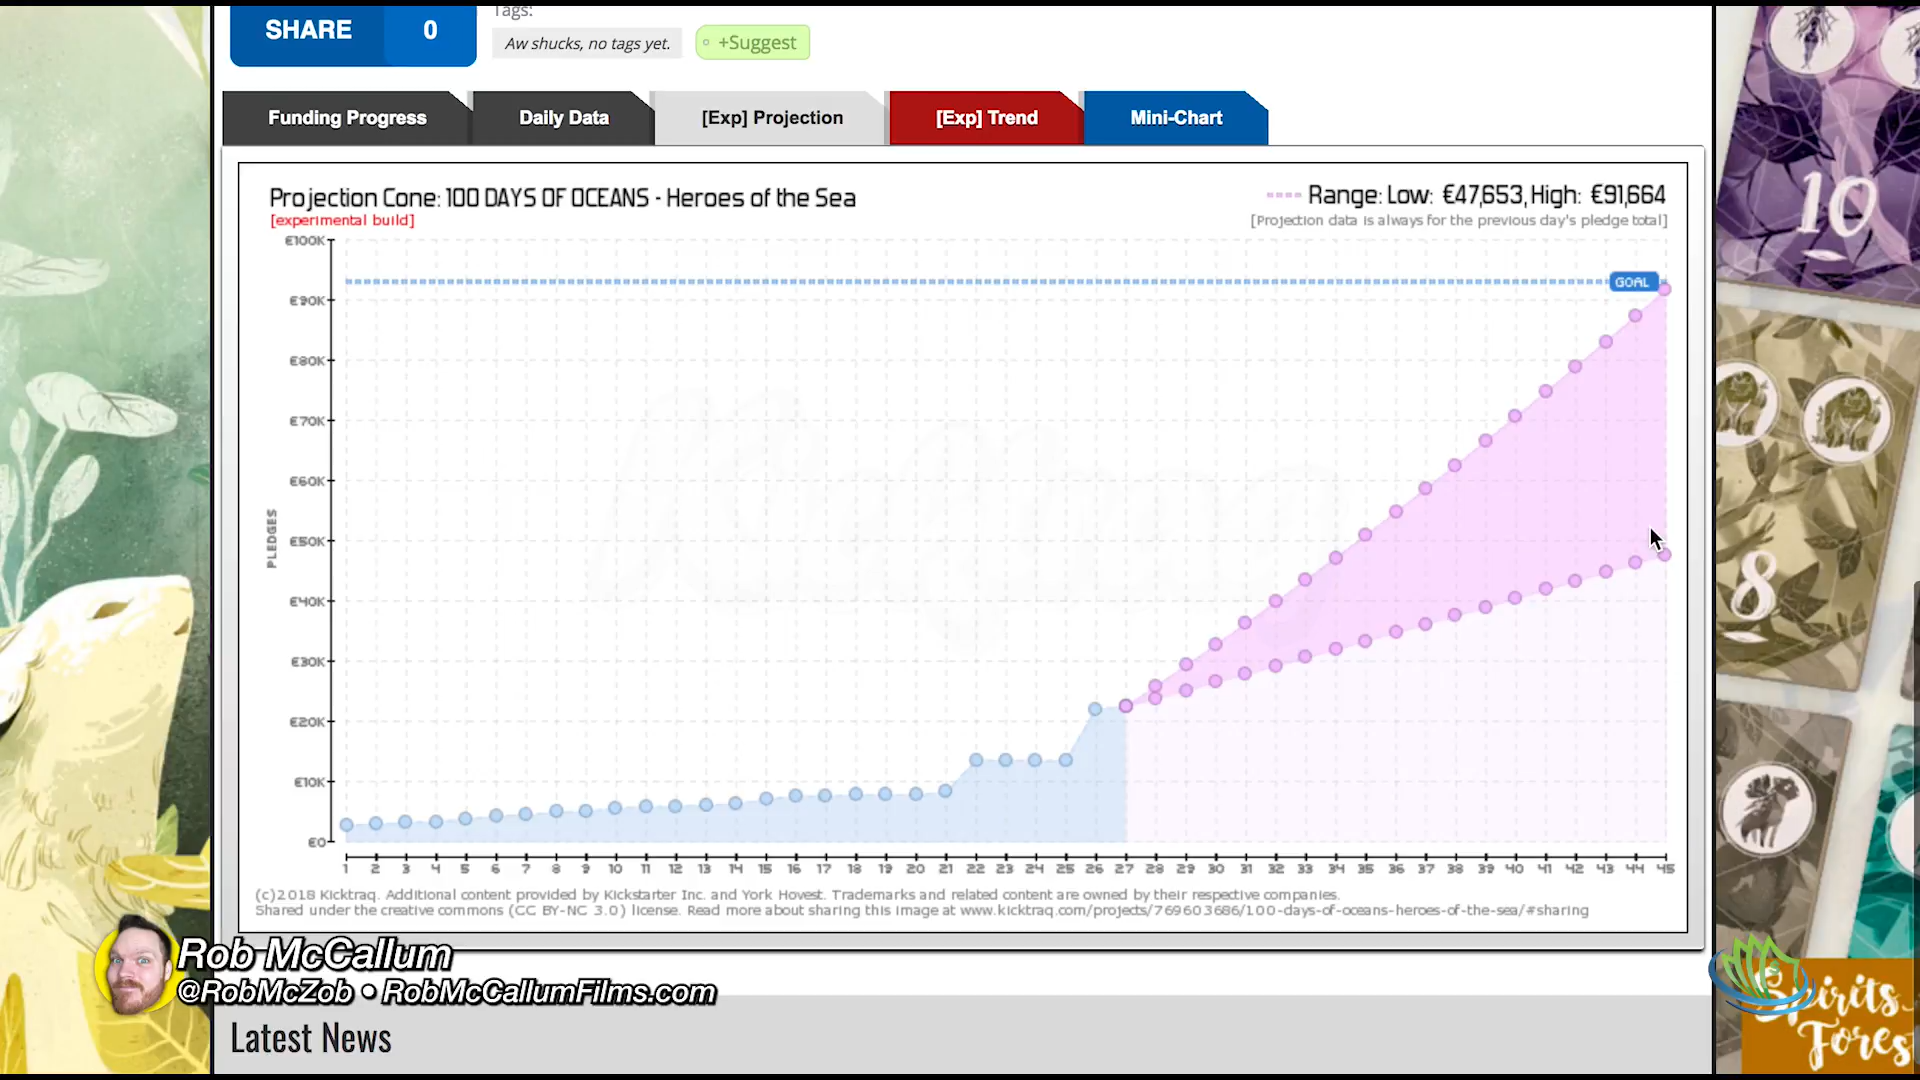 Tags:
SHARE 0
Aw shucks, no tags yet.
+Suggest
Funding Progress
Daily Data
[Exp] Projection
[Exp] Trend
Mini-Chart
Projection Cone: 100 DAYS OF OCEANS - Heroes of the Sea
[experimental build]
Range: Low: €47,653, High: €91,664
[Projection data is always for the previous day's pledge total]
€100K
GOAL
€90K
€80K
€70K
€60K
€50K
€40K
€30K
€20K
€10K
€0
PLEDGES
1 2 3 4 5 6 7 8 9 10 11 12 13 14 15 16 17 18 19 20 21 22 23 24 25 26 27 28 29 30 31 32 33 34 35 36 37 38 39 40 41 42 43 44 45
(c)2018 Kicktraq. Additional content provided by Kickstarter Inc. and York Hovest. Trademarks and related content are owned by their respective companies.
Shared under the creative commons (CC BY-NC 3.0) license. Read more about sharing this image at www.kicktraq.com/projects/769603686/100-days-of-oceans-heroes-of-the-sea/#sharing
Rob McCallum
@RobMcZob • RobMcCallumFilms.com
Latest News
10
8
Spirits
Fores